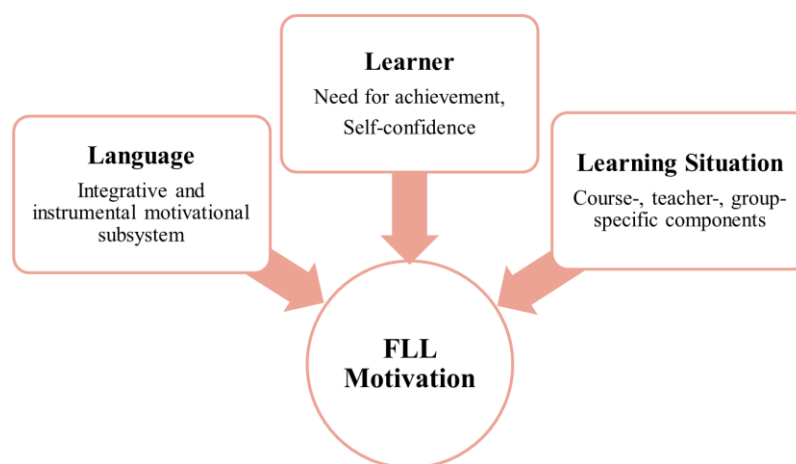 Learner
Need for achievement,
Self-confidence
Language
Integrative and
instrumental motivational
subsystem
Learning Situation
Course-, teacher-, group-
specific components
FLL
Motivation